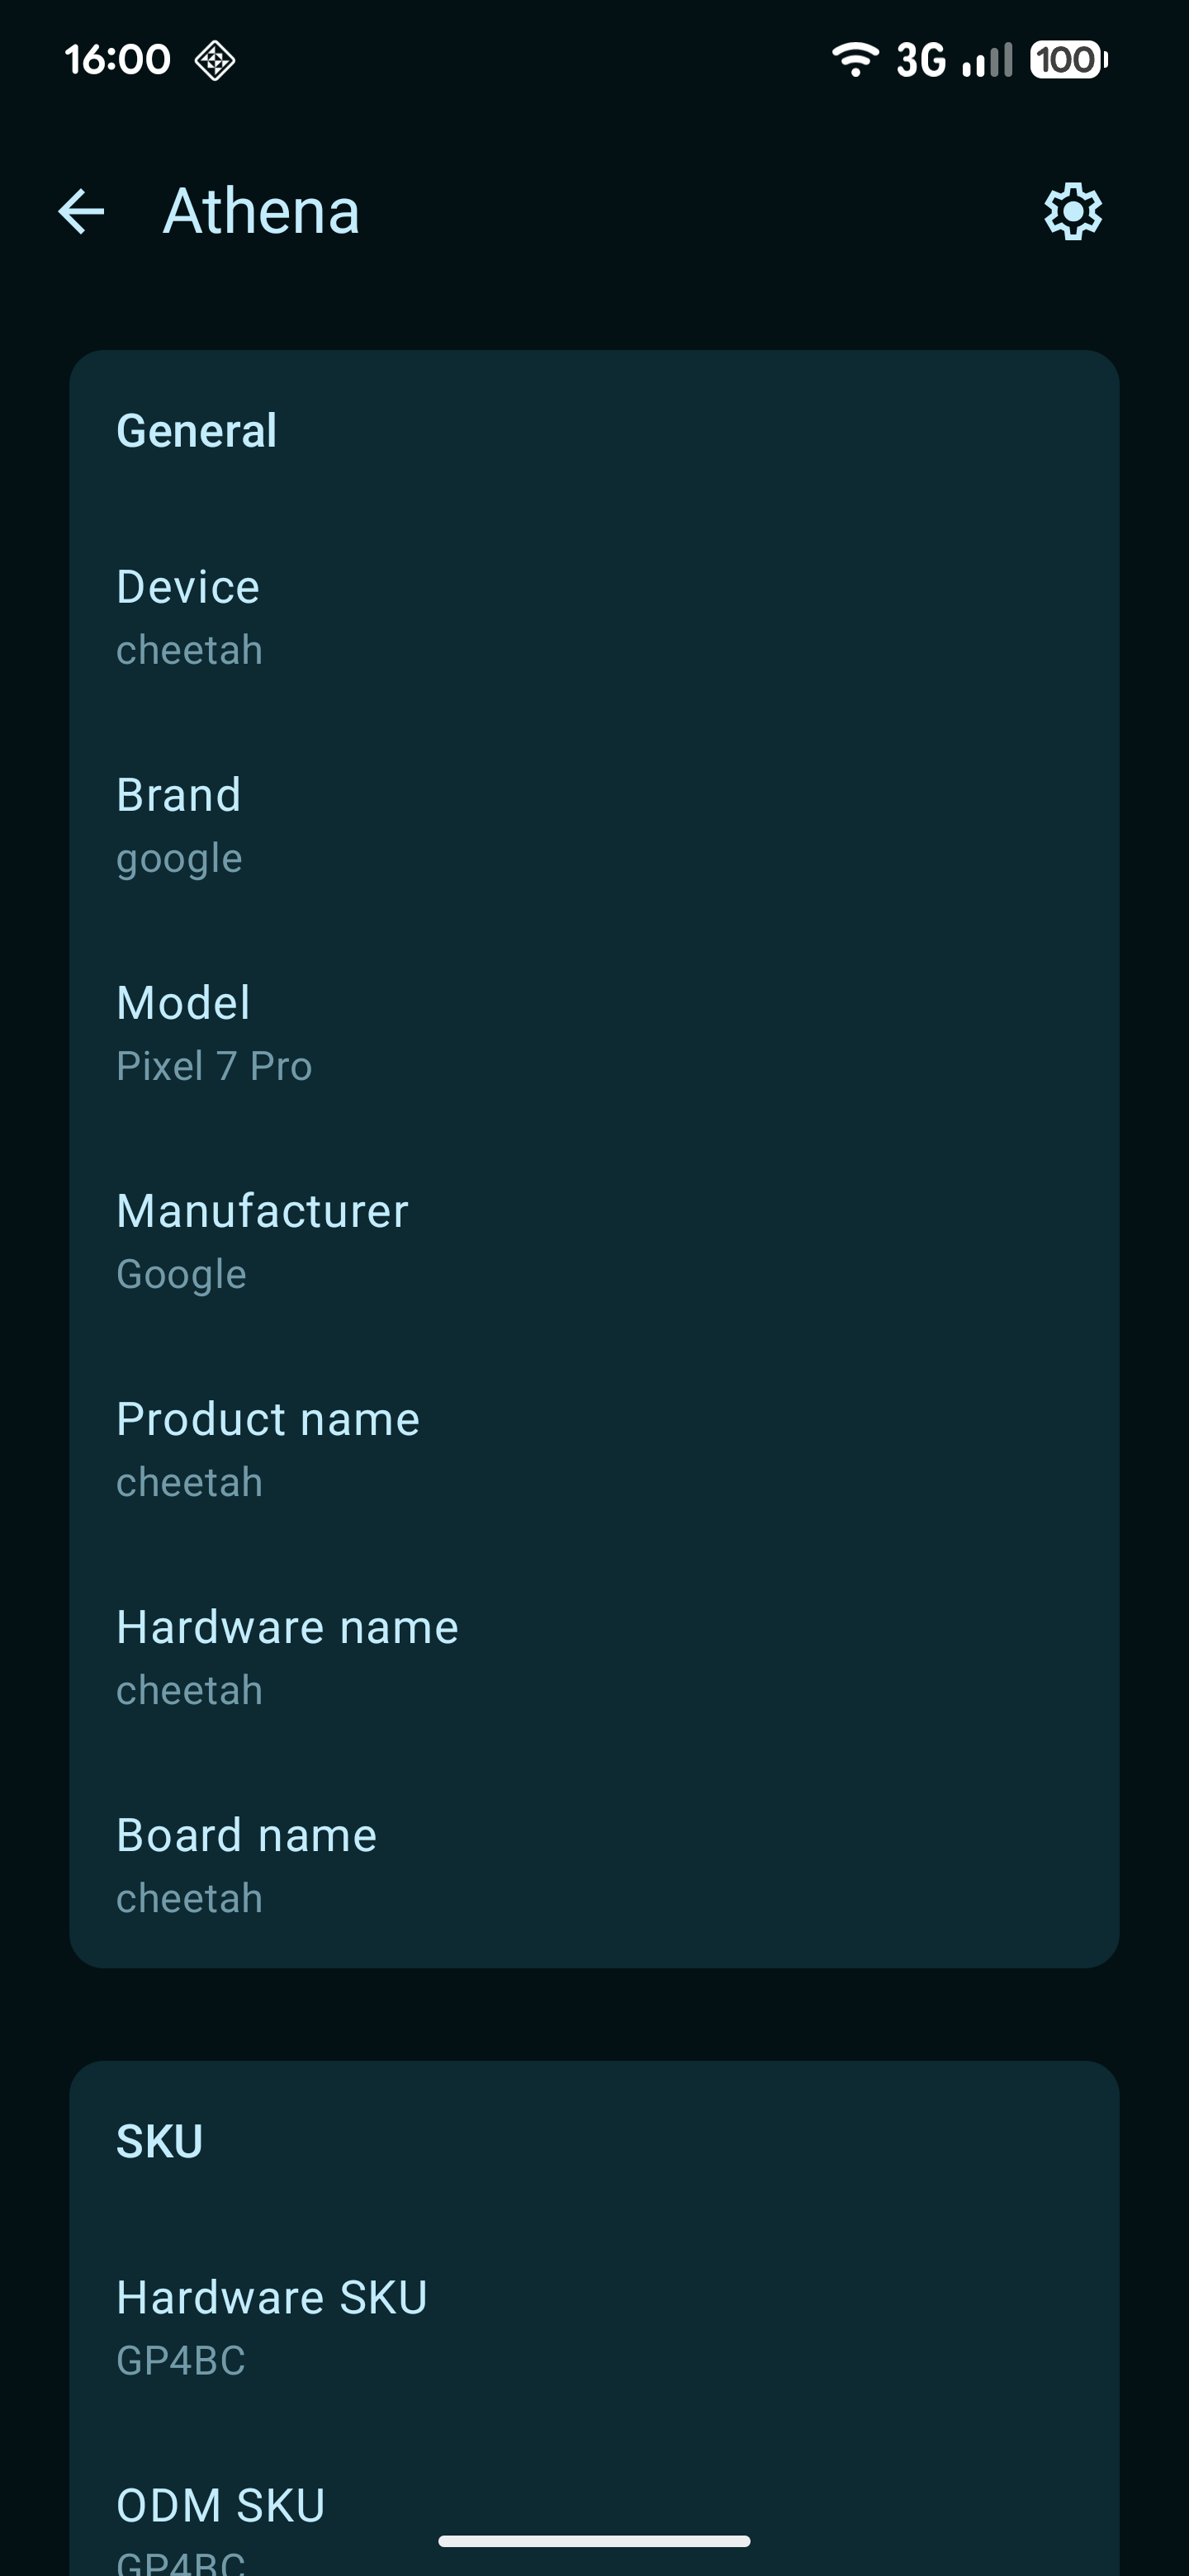 16:00
3G
100
Athena
General
Device
cheetah
Brand
google
Model
Pixel 7 Pro
Manufacturer
Google
Product name
cheetah
Hardware name
cheetah
Board name
cheetah
SKU
Hardware SKU
GP4BC
ODM SKU
GP4BC